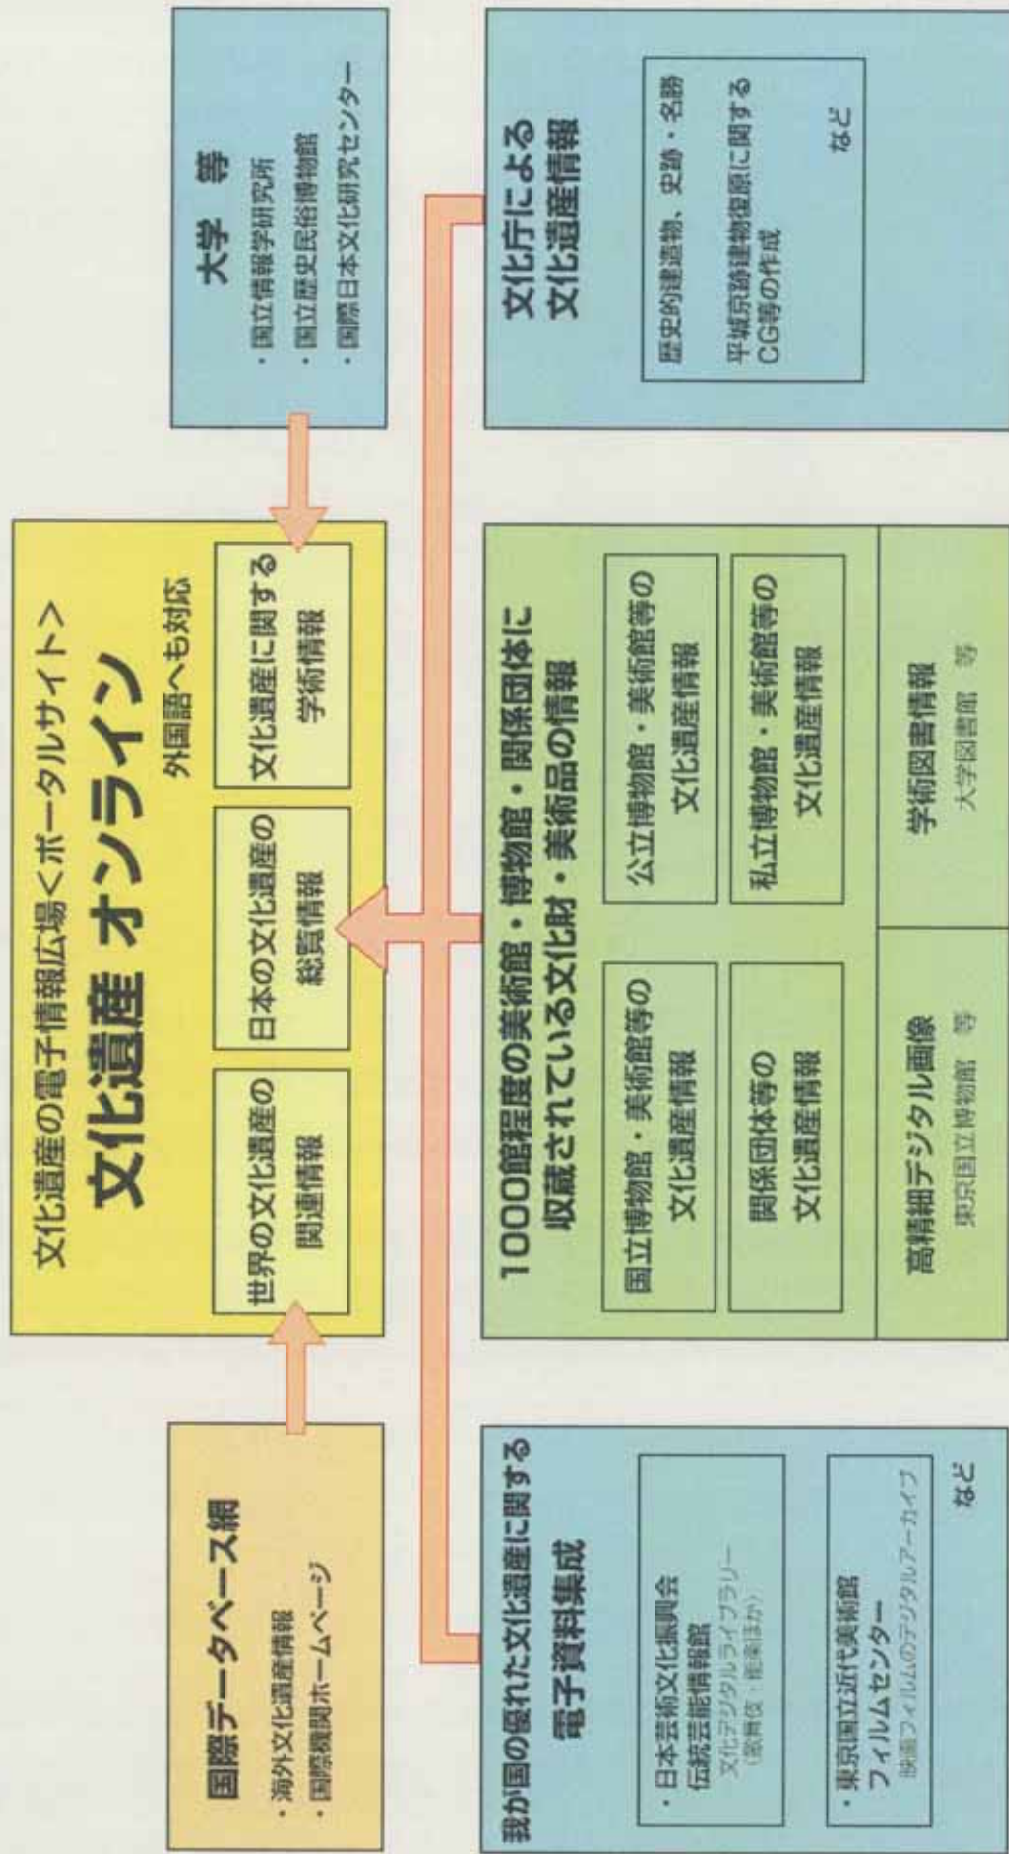 文化遺産の電子情報広場＜ポータルサイト＞
文化遺産 オンライン
外国語へも対応
世界の文化遺産の
関連情報
日本の文化遺産の
総覧情報
文化遺産に関する
学術情報
国際データベース網
・海外文化遺産情報
・国際機関ホームページ
大学 等
・国立情報学研究所
・国立歴史民俗博物館
・国際日本文化研究センター
我が国の優れた文化遺産に関する
電子資料集成
・日本芸術文化振興会
伝統芸能情報館
文化デジタルライブラリー
（歌舞伎・能楽ほか）
・東京国立近代美術館
フィルムセンター
映画フィルムのデジタルアーカイブ
など
1000館程度の美術館・博物館・関係団体に
収蔵されている文化財・美術品の情報
国立博物館・美術館等の
文化遺産情報
公立博物館・美術館等の
文化遺産情報
関係団体等の
文化遺産情報
私立博物館・美術館等の
文化遺産情報
高精細デジタル画像
東京国立博物館 等
学術図書情報
大学図書館 等
文化庁による
文化遺産情報
歴史的建造物、史跡・名勝
平城京跡建物復原に関する
CG等の作成
など